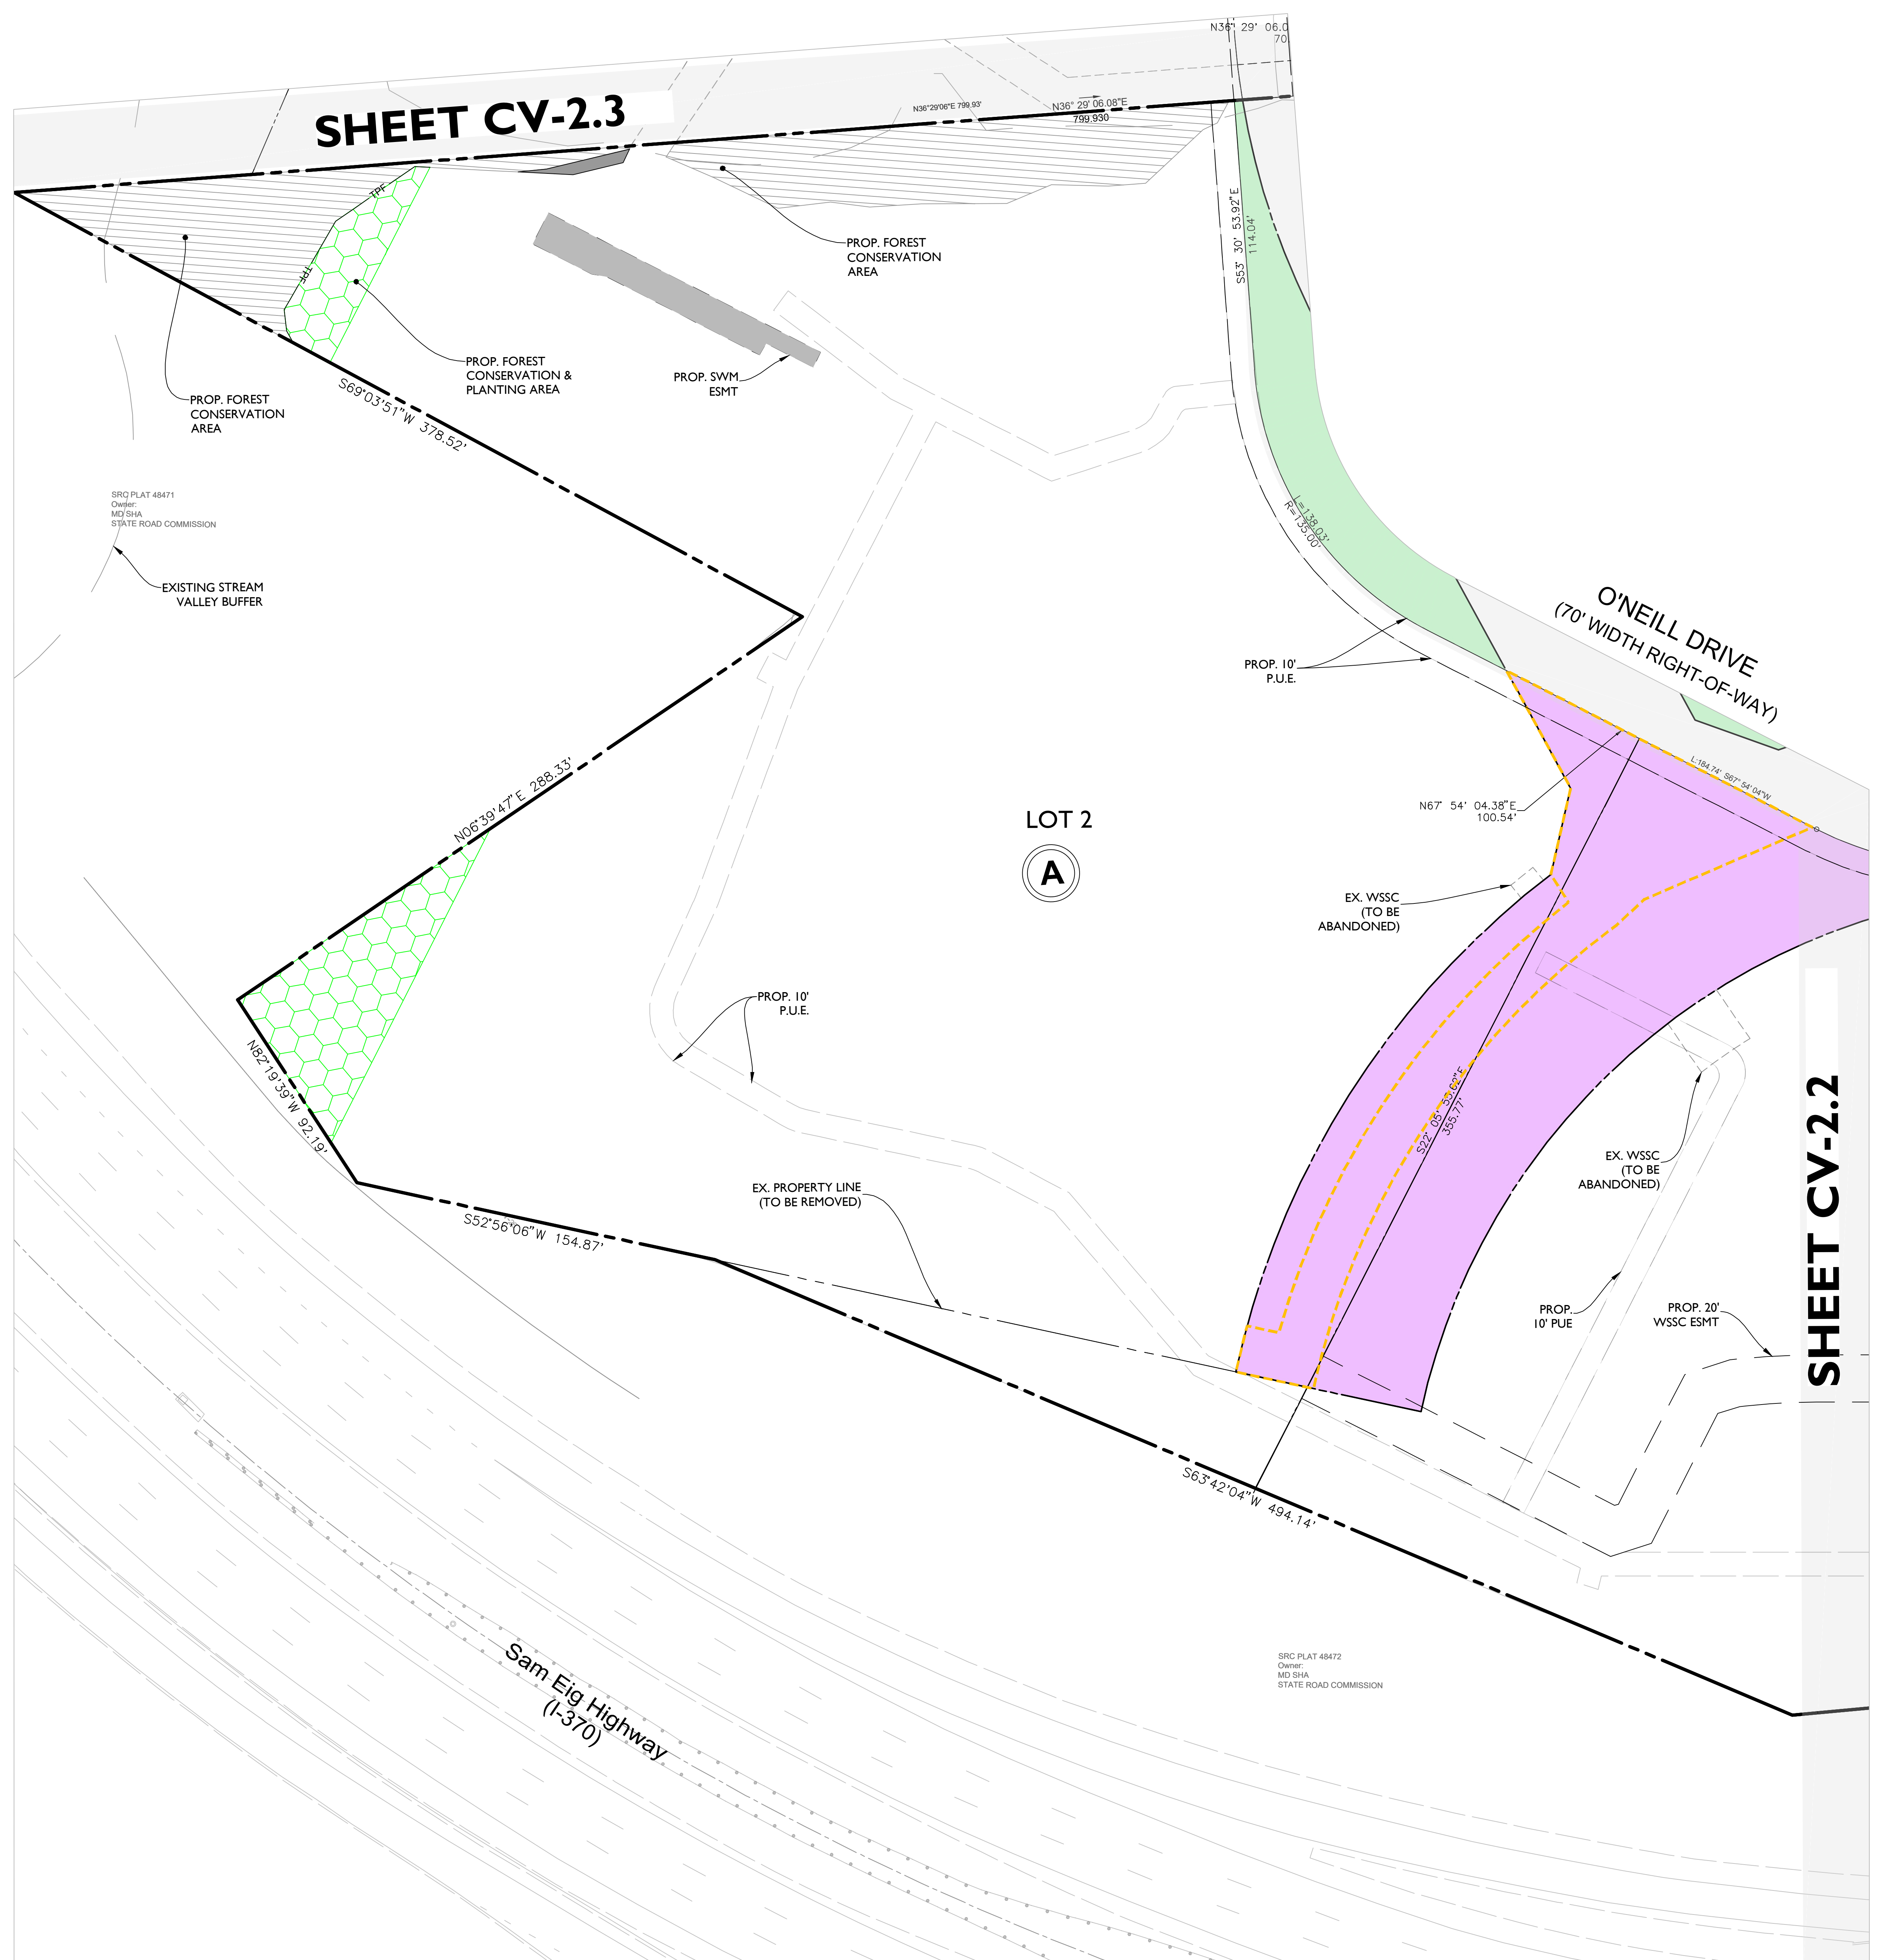 N36° 29' 06.0
70
SHEET CV-2.3
N36°29'06"E 799.93'
N36° 29' 06.08"E
799.930
TPF
TPF
S53° 30' 53.92"E
114.04'
PROP. FOREST
CONSERVATION
AREA
PROP. FOREST
CONSERVATION &
PLANTING AREA
PROP. SWM
ESMT
PROP. FOREST
CONSERVATION
AREA
S69°03'51"W 378.52'
SRC PLAT 48471
Owner:
MD SHA
STATE ROAD COMMISSION
L=138.03'
R=135.00'
EXISTING STREAM
VALLEY BUFFER
O'NEILL DRIVE
(70' WIDTH RIGHT-OF-WAY)
PROP. 10'
P.U.E.
N06°39'47"E 288.33'
L:184.74' S67° 54' 04"W
N67° 54' 04.38"E
100.54'
LOT 2
A
EX. WSSC
(TO BE
ABANDONED)
PROP. 10'
P.U.E.
N82°19'39"W 92.19'
S22° 05' 55.62"E
355.77'
EX. WSSC
(TO BE
ABANDONED)
SHEET CV-2.2
EX. PROPERTY LINE
(TO BE REMOVED)
S52°56'06"W 154.87'
PROP.
10' PUE
PROP. 20'
WSSC ESMT
S63°42'04"W 494.14'
Sam Eig Highway
(I-370)
SRC PLAT 48472
Owner:
MD SHA
STATE ROAD COMMISSION